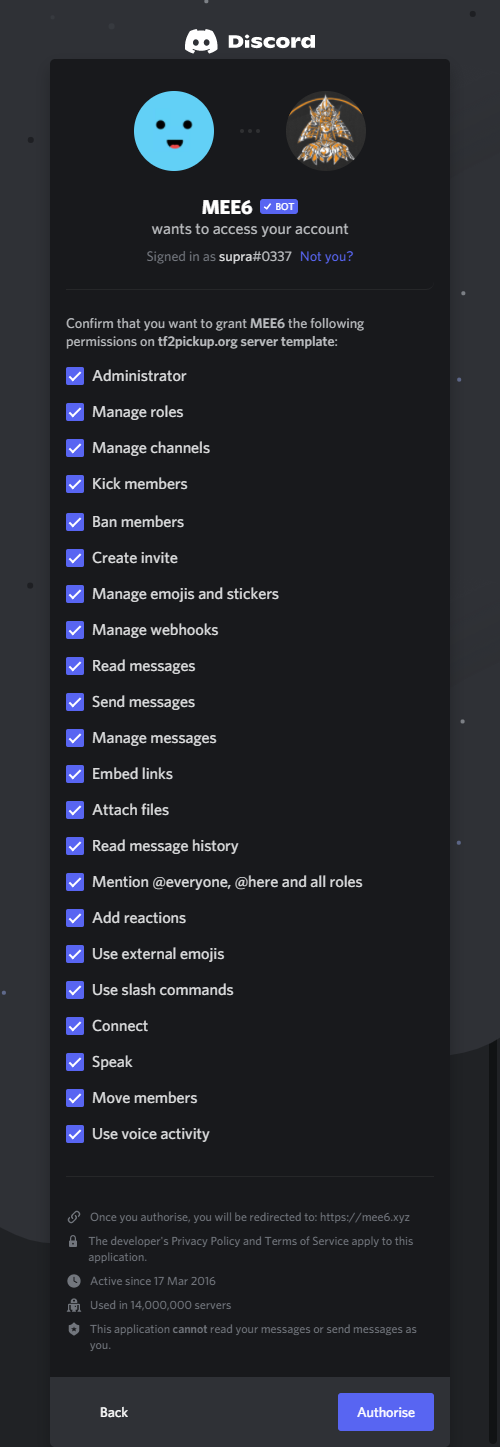 Discord
MEE6 BOT
wants to access your account
Signed in as supra#0337 Not you?
Confirm that you want to grant MEE6 the following
permissions on tf2pickup.org server template:
Administrator
Manage roles
Manage channels
Kick members
Ban members
Create invite
Manage emojis and stickers
Manage webhooks
Read messages
Send messages
Manage messages
Embed links
Attach files
Read message history
Mention @everyone, @here and all roles
Add reactions
Use external emojis
Use slash commands
Connect
Speak
Move members
Use voice activity
Once you authorise, you will be redirected to: https://mee6.xyz
The developer's Privacy Policy and Terms of Service apply to this
application.
Active since 17 Mar 2016
Used in 14,000,000 servers
This application cannot read your messages or send messages as
you.
Back
Authorise